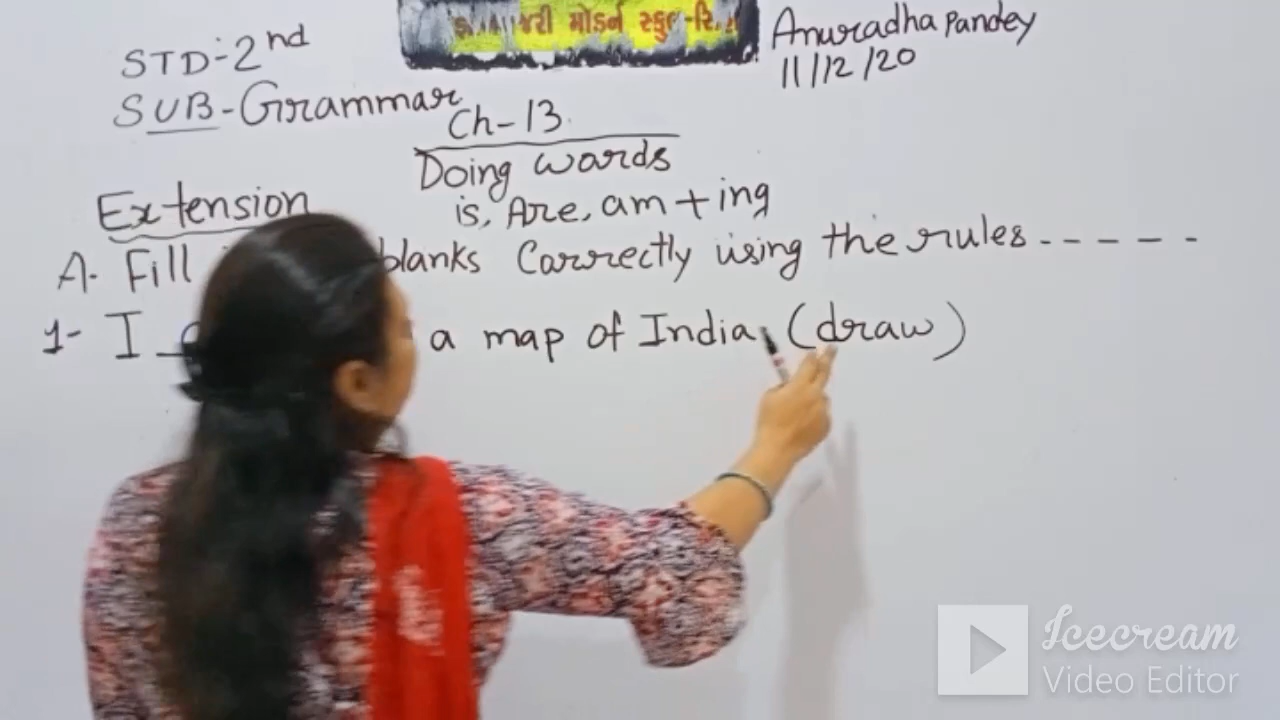 મોડર્ન સ્કુલ
Anuradha pandey
11/12/20
STD-2nd
SUB-Grammar
Ch-13.
Doing words
is, Are, am + ing
Extension
A. Fill blanks Correctly using the rules -----
1- I a map of India. (draw)
Icecream
Video Editor